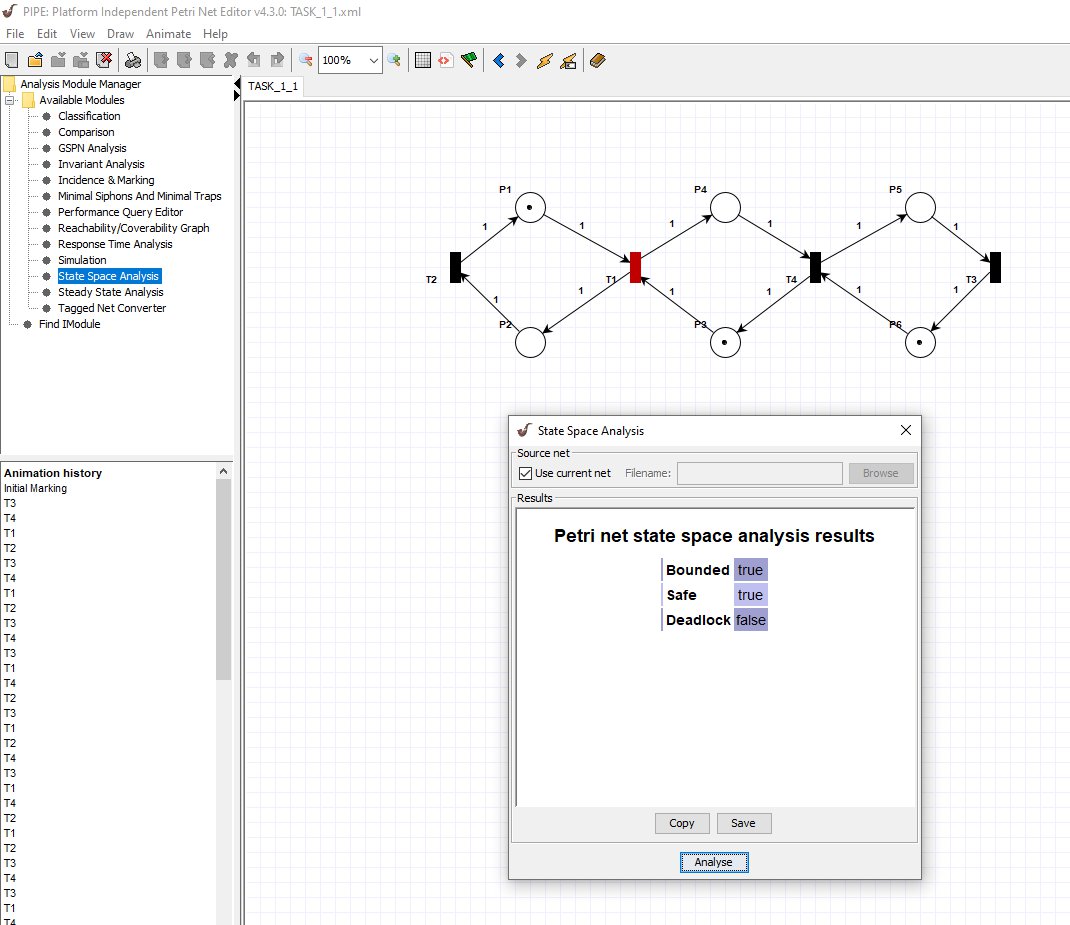 PIPE: Platform Independent Petri Net Editor v4.3.0: TASK_1_1.xml
File Edit View Draw Animate Help
100%
Analysis Module Manager
Available Modules
Classification
Comparison
GSPN Analysis
Invariant Analysis
Incidence & Marking
Minimal Siphons And Minimal Traps
Performance Query Editor
Reachability/Coverability Graph
Response Time Analysis
Simulation
State Space Analysis
Steady State Analysis
Tagged Net Converter
Find IModule
Animation history
Initial Marking
T3
T4
T1
T2
T3
T4
T1
T2
T3
T4
T3
T1
T4
T2
T3
T1
T2
T4
T3
T1
T4
T2
T1
T2
T3
T4
T3
T1
T4
TASK_1_1
P1 P4 P5
1 1 1 1 1 1
T2 T1 T4 T3
1 1 1 1 1 1
P2 P3 P6
State Space Analysis
Source net
Use current net Filename: Browse
Results
Petri net state space analysis results
Bounded true
Safe true
Deadlock false
Copy Save
Analyse